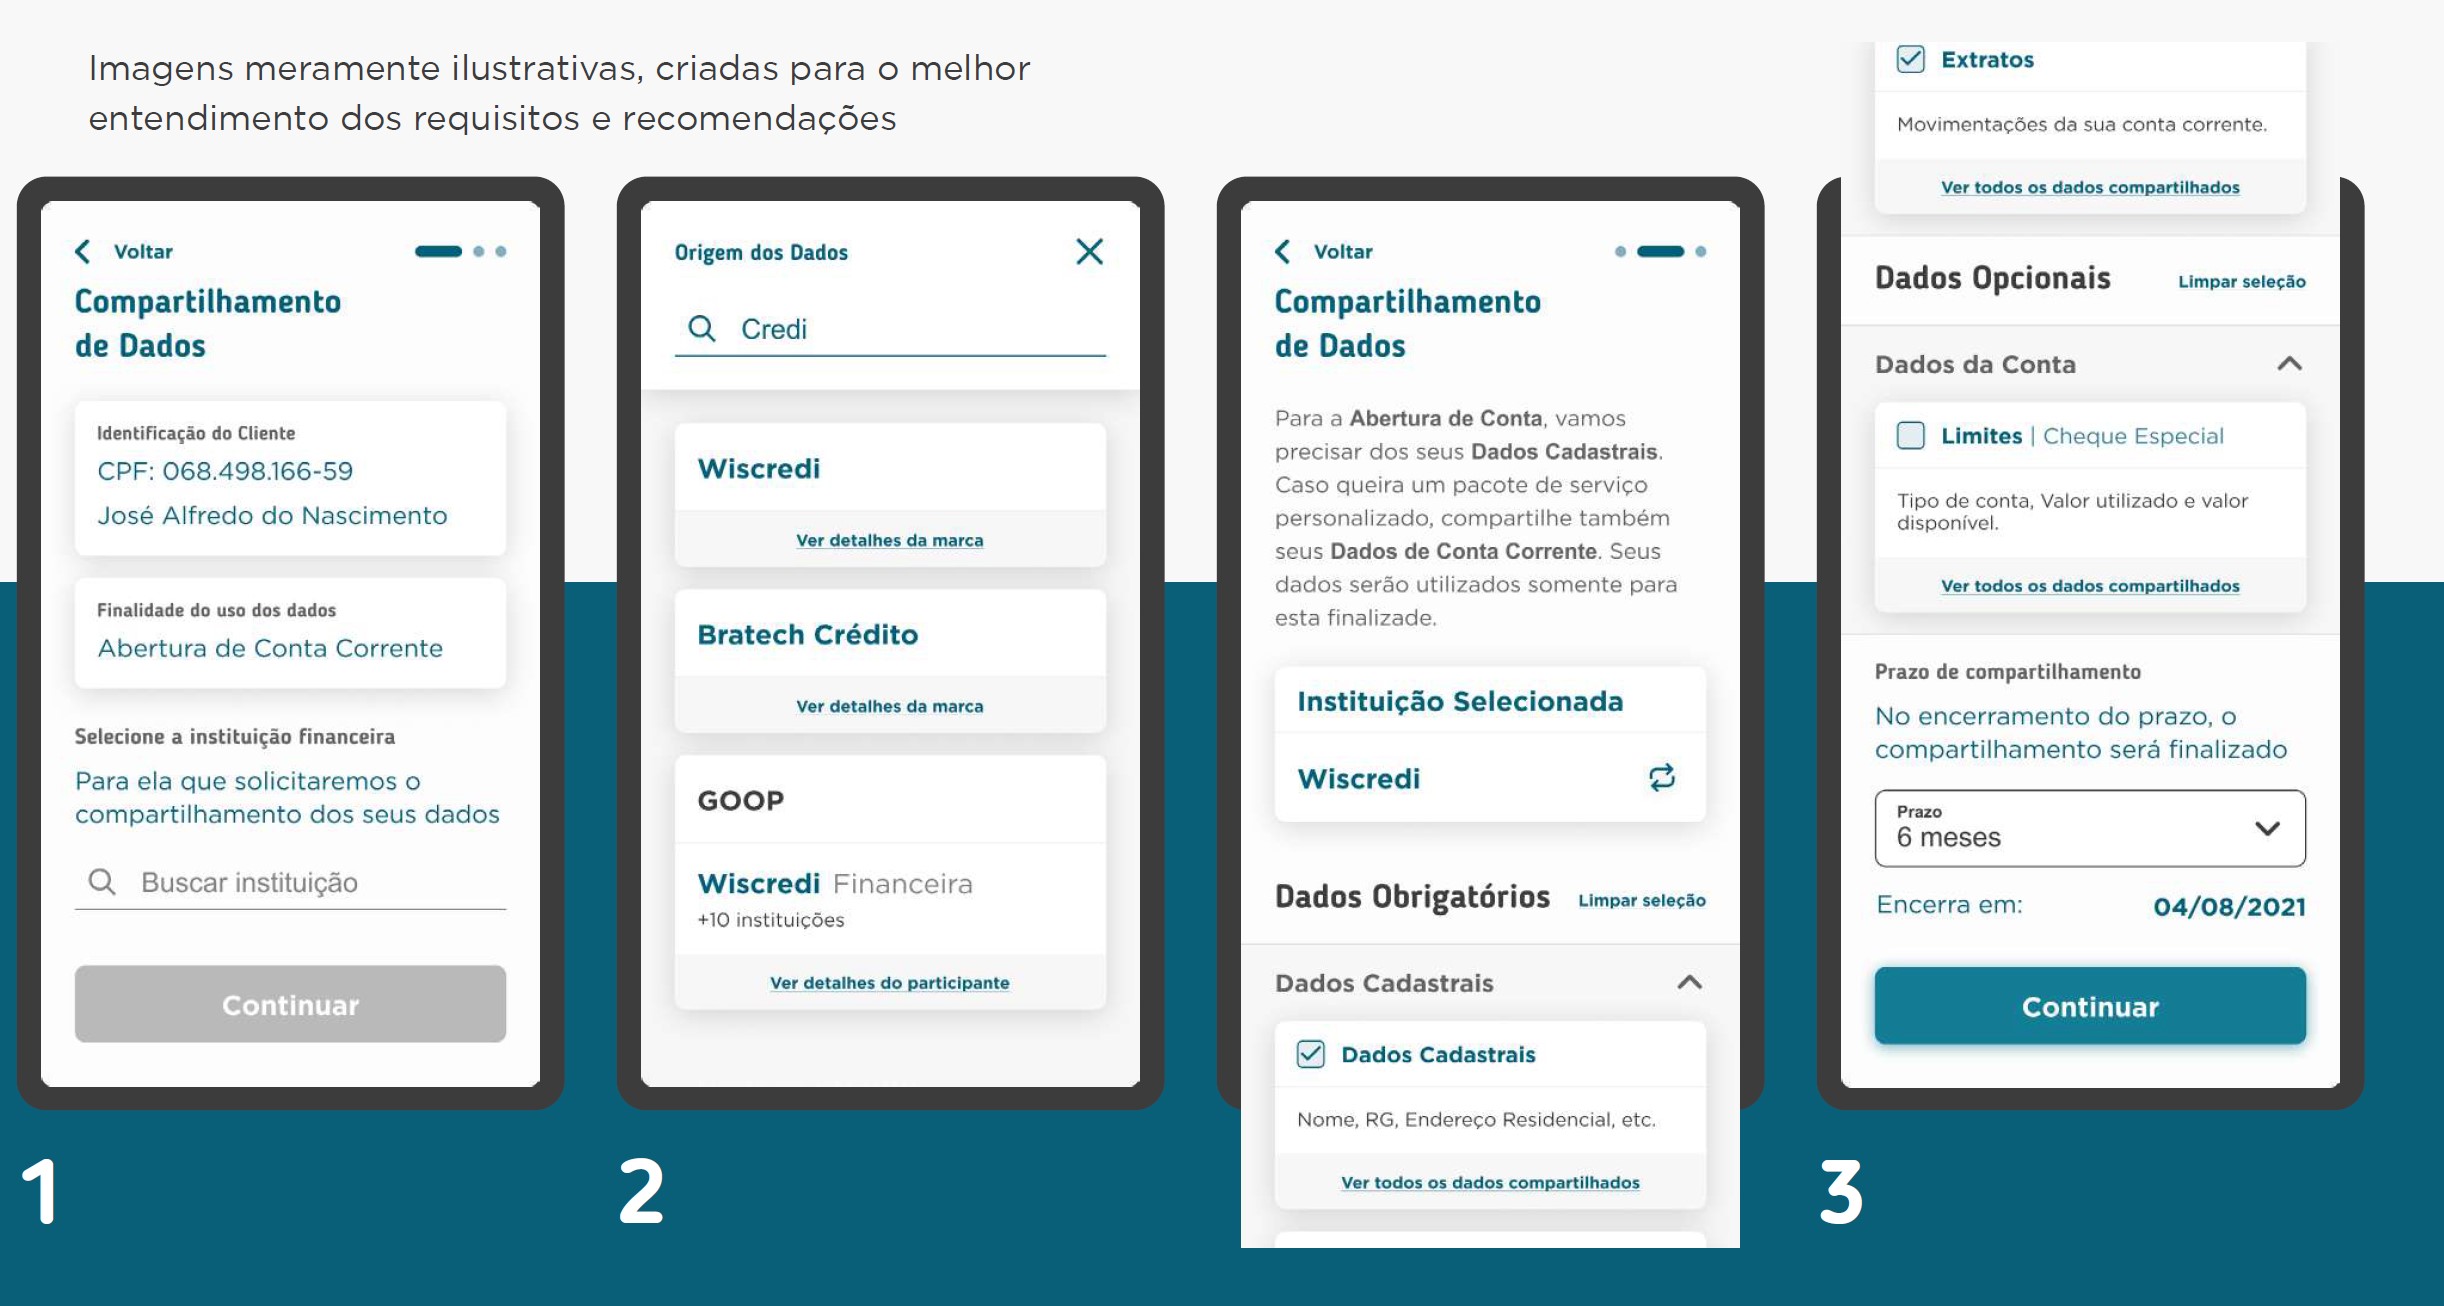 Imagens meramente ilustrativas, criadas para o melhor
entendimento dos requisitos e recomendações
Voltar
Compartilhamento
de Dados
Identificação do Cliente
CPF: 068.498.166-59
José Alfredo do Nascimento
Finalidade do uso dos dados
Abertura de Conta Corrente
Selecione a instituição financeira
Para ela que solicitaremos o
compartilhamento dos seus dados
Buscar instituição
Continuar
1
Origem dos Dados
Credi
Wiscredi
Ver detalhes da marca
Bratech Crédito
Ver detalhes da marca
GOOP
Wiscredi Financeira
+10 instituições
Ver detalhes do participante
2
Voltar
Compartilhamento
de Dados
Para a Abertura de Conta, vamos
precisar dos seus Dados Cadastrais.
Caso queira um pacote de serviço
personalizado, compartilhe também
seus Dados de Conta Corrente. Seus
dados serão utilizados somente para
esta finalizade.
Instituição Selecionada
Wiscredi
Dados Obrigatórios Limpar seleção
Dados Cadastrais
Dados Cadastrais
Nome, RG, Endereço Residencial, etc.
Ver todos os dados compartilhados
Extratos
Movimentações da sua conta corrente.
Ver todos os dados compartilhados
Dados Opcionais Limpar seleção
Dados da Conta
Limites | Cheque Especial
Tipo de conta, Valor utilizado e valor
disponível.
Ver todos os dados compartilhados
Prazo de compartilhamento
No encerramento do prazo, o
compartilhamento será finalizado
Prazo
6 meses
Encerra em: 04/08/2021
Continuar
3